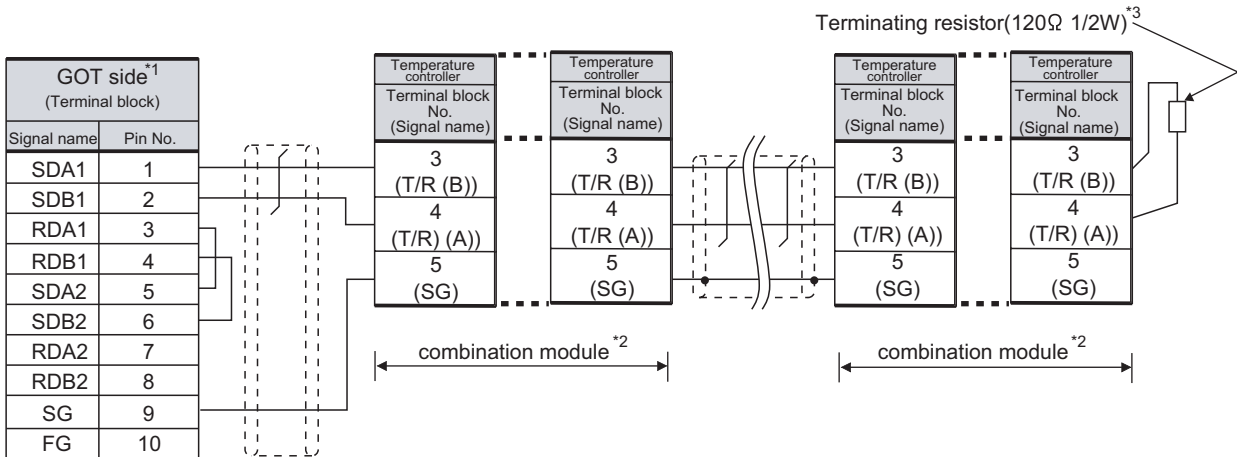 Terminating resistor(120Ω 1/2W)*3
GOT side*1
(Terminal block)
Signal name Pin No.
SDA1 1
SDB1 2
RDA1 3
RDB1 4
SDA2 5
SDB2 6
RDA2 7
RDB2 8
SG 9
FG 10
Temperature
controller
Terminal block
No.
(Signal name)
3
(T/R (B))
4
(T/R) (A))
5
(SG)
Temperature
controller
Terminal block
No.
(Signal name)
3
(T/R (B))
4
(T/R (A))
5
(SG)
combination module*2
Temperature
controller
Terminal block
No.
(Signal name)
3
(T/R (B))
4
(T/R) (A))
5
(SG)
Temperature
controller
Terminal block
No.
(Signal name)
3
(T/R (B))
4
(T/R (A))
5
(SG)
combination module*2